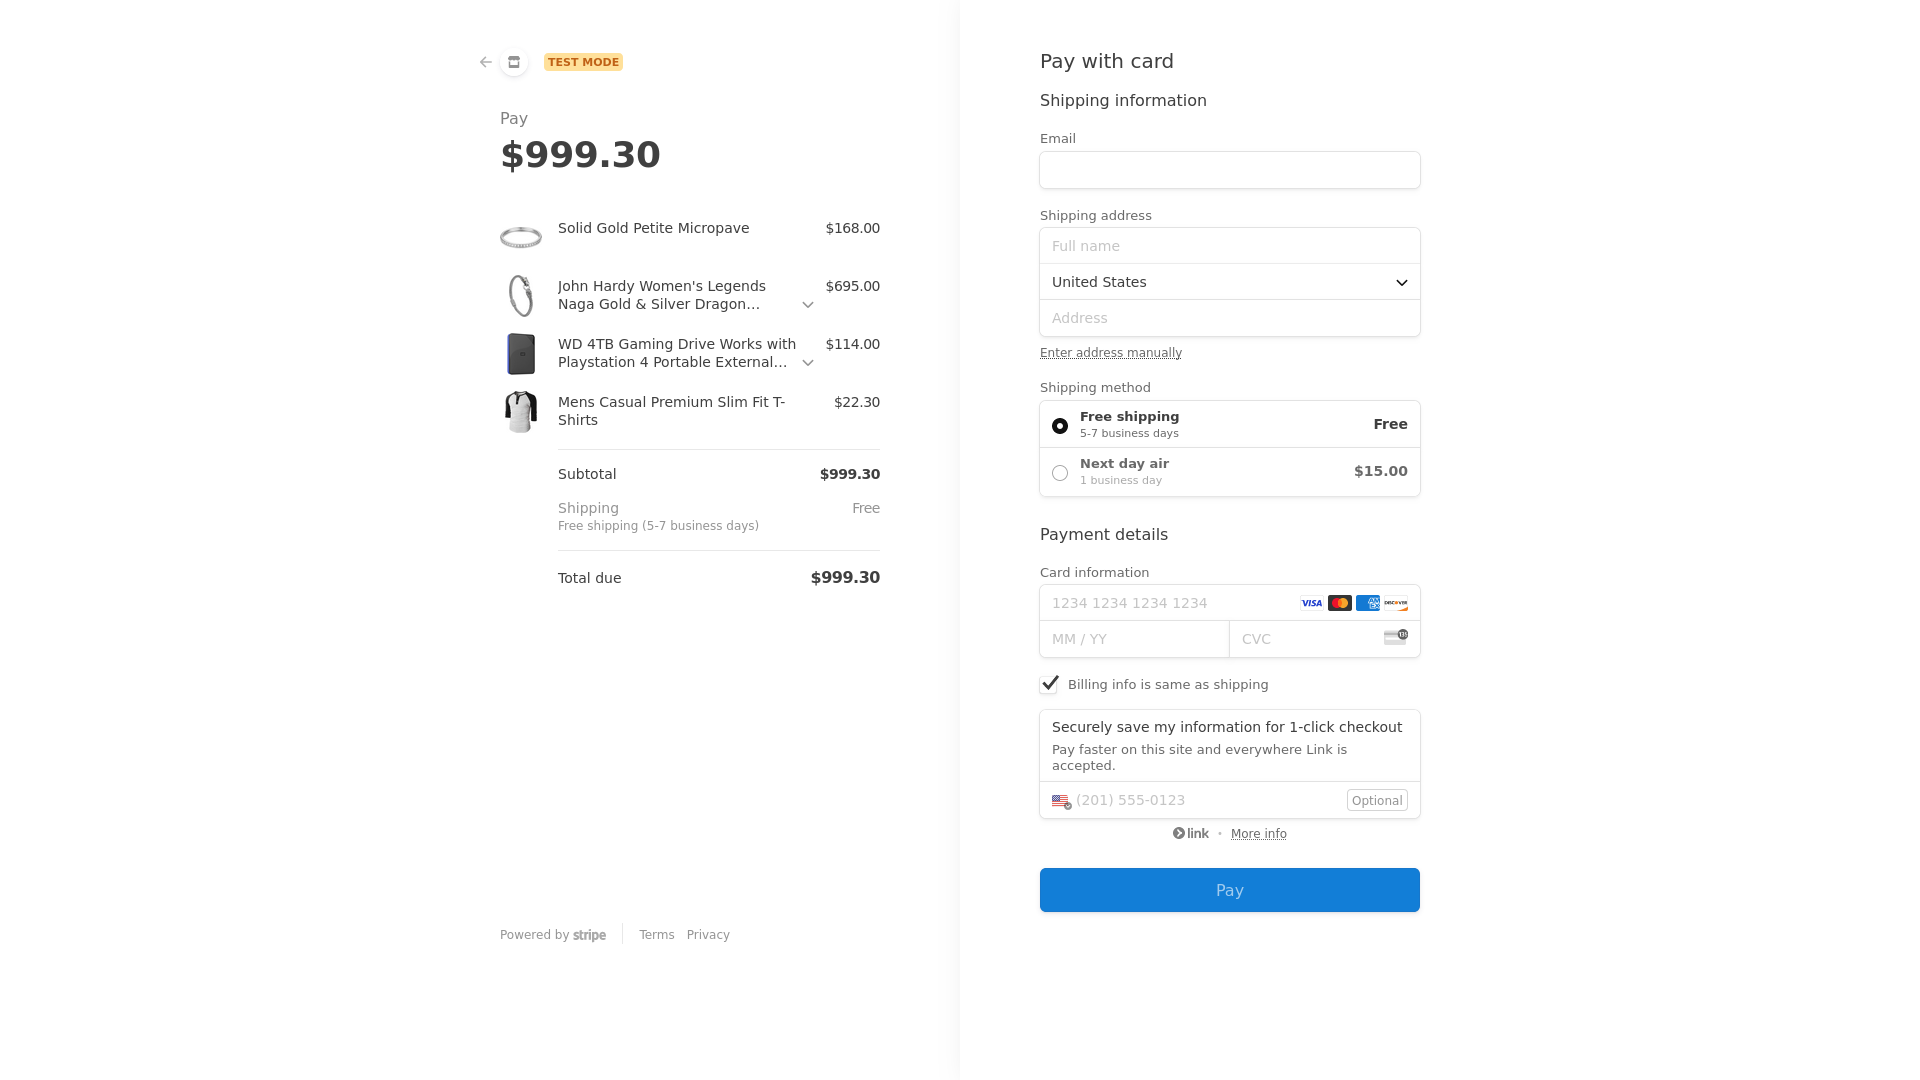 TEST MODE
Pay
$999.30
Solid Gold Petite Micropave $168.00
John Hardy Women's Legends $695.00
Naga Gold & Silver Dragon...
WD 4TB Gaming Drive Works with $114.00
Playstation 4 Portable External...
Mens Casual Premium Slim Fit T- $22.30
Shirts
Subtotal $999.30
Shipping Free
Free shipping (5-7 business days)
Total due $999.30
Powered by stripe Terms Privacy
Pay with card
Shipping information
Email
Shipping address
Full name
United States
Address
Enter address manually
Shipping method
Free shipping
5-7 business days
Free
Next day air
1 business day
$15.00
Payment details
Card information
1234 1234 1234 1234 VISA AMEX DISCOVER
MM / YY CVC 135
Billing info is same as shipping
Securely save my information for 1-click checkout
Pay faster on this site and everywhere Link is
accepted.
(201) 555-0123 Optional
link • More info
Pay